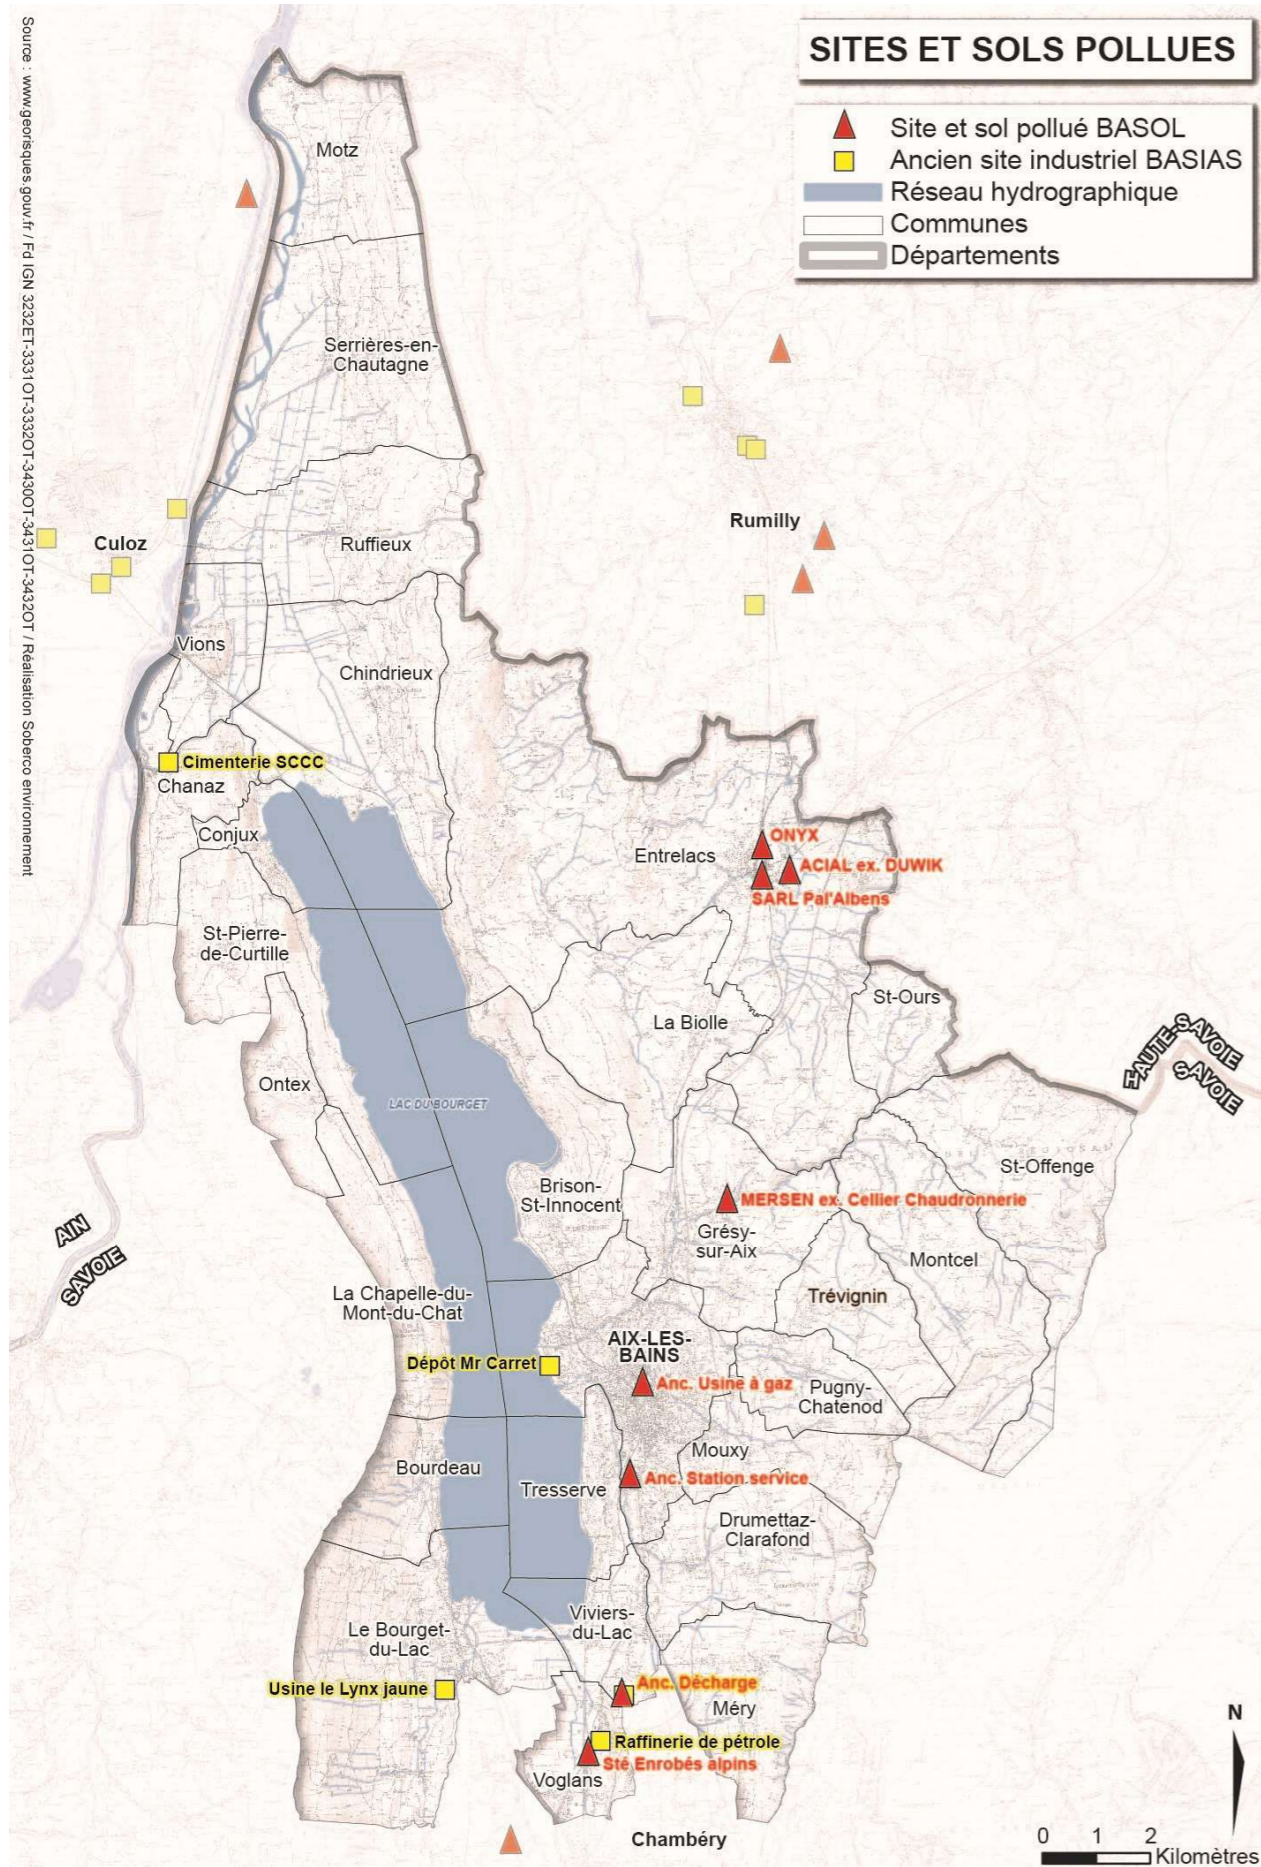 SITES ET SOLS POLLUES
Site et sol pollué BASOL
Ancien site industriel BASIAS
Réseau hydrographique
Communes
Départements
Source : www.georisques.gouv.fr / Fd IGN 3232ET-3331OT-3332OT-3430OT-3431OT-3432OT / Réalisation Soberco environnement
Motz
Serrières-en-
Chautagne
Rumilly
Culoz
Ruffieux
Vions
Chindrieux
Cimenterie SCCC
Chanaz
Conjux
ONYX
Entrelacs
ACIAL ex. DUWIK
SARL Pal'Albens
St-Pierre-
de-Curtille
St-Ours
La Biolle
HAUTE-SAVOIE
SAVOIE
Ontex
LAC DU BOURGET
St-Offenge
Brison-
St-Innocent
MERSEN ex. Cellier Chaudronnerie
Grésy-
sur-Aix
AIN
SAVOIE
Montcel
Trévignin
La Chapelle-du-
Mont-du-Chat
AIX-LES-
BAINS
Dépôt Mr Carret
Anc. Usine à gaz
Pugny-
Chatenod
Mouxy
Bourdeau
Anc. Station service
Tresserve
Drumettaz-
Clarafond
Viviers-
du-Lac
Le Bourget-
du-Lac
Usine le Lynx jaune
Anc. Décharge
Méry
Raffinerie de pétrole
Sté Enrobés alpins
Voglans
Chambéry
N
0 1 2
Kilomètres